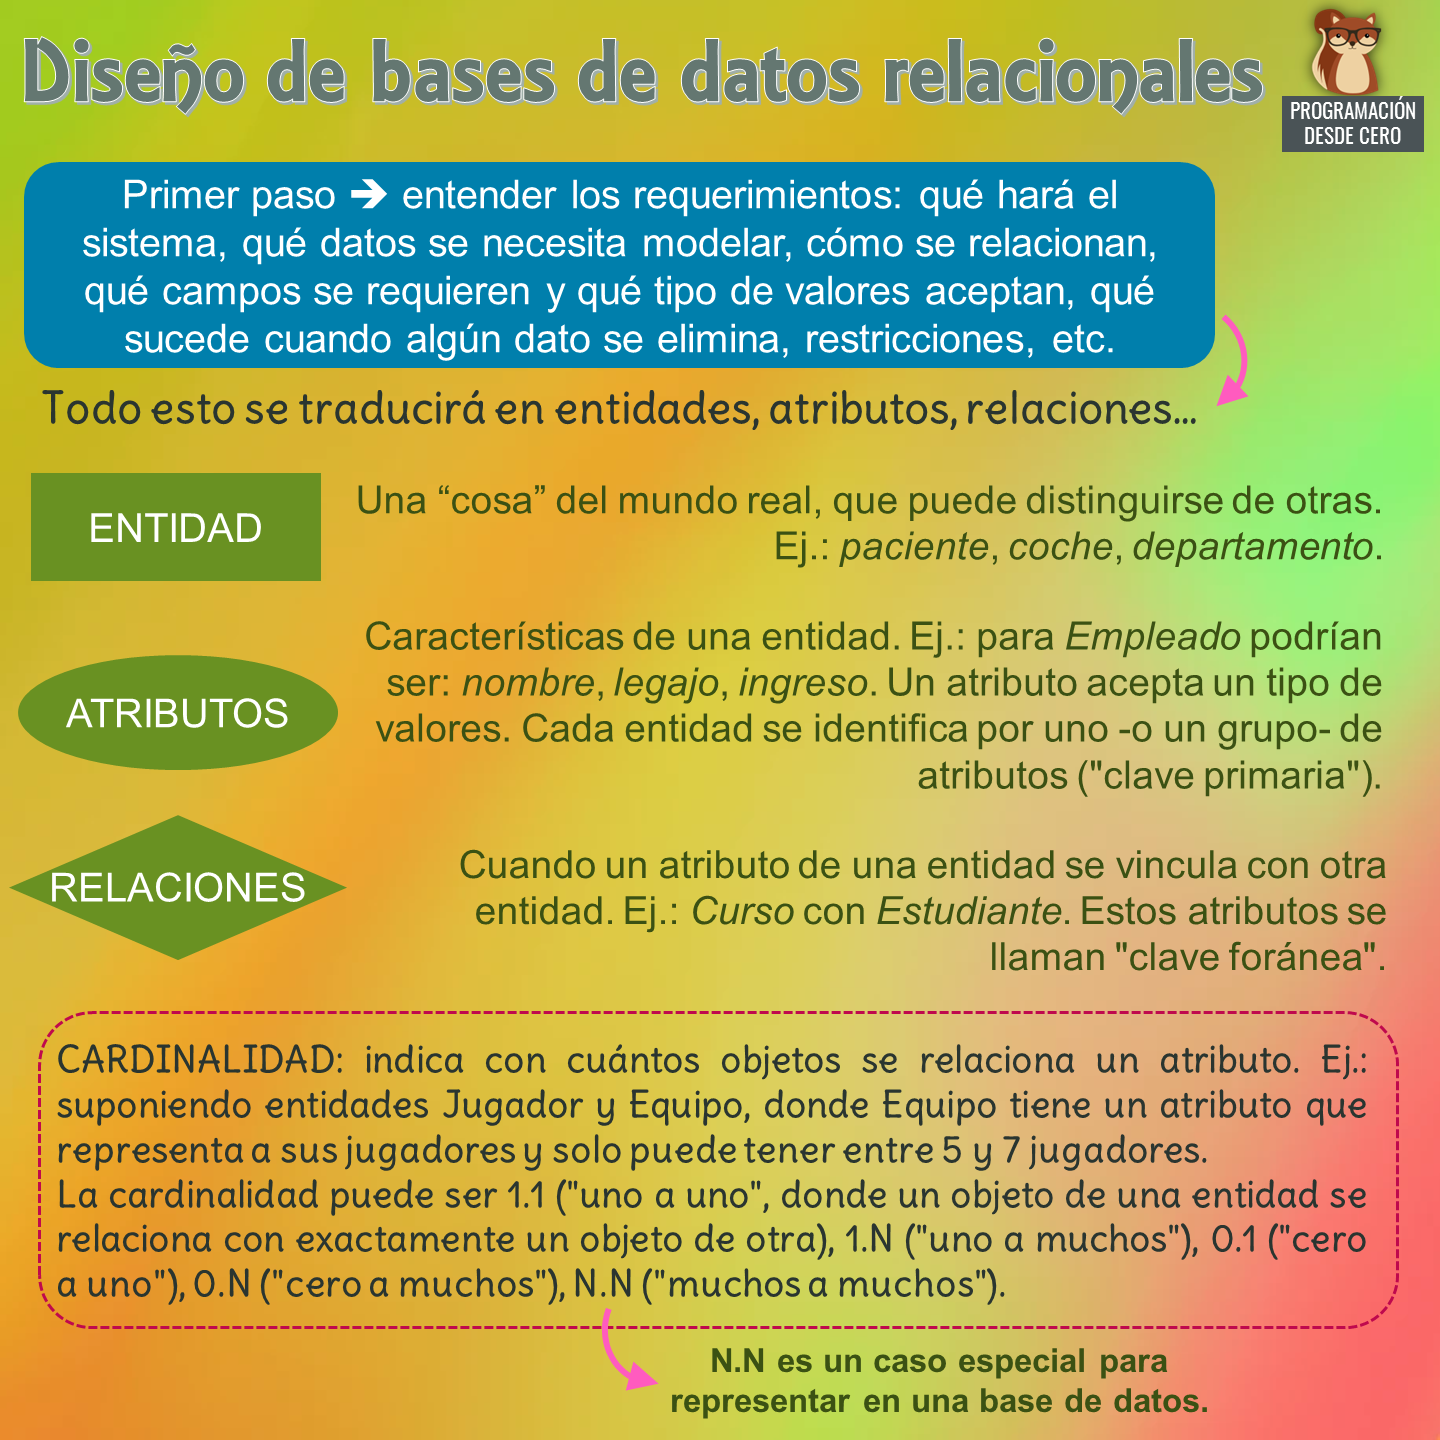 Diseño de bases de datos relacionales
PROGRAMACIÓN
DESDE CERO
Primer paso ➔ entender los requerimientos: qué hará el
sistema, qué datos se necesita modelar, cómo se relacionan,
qué campos se requieren y qué tipo de valores aceptan, qué
sucede cuando algún dato se elimina, restricciones, etc.
Todo esto se traducirá en entidades, atributos, relaciones...
ENTIDAD
Una “cosa” del mundo real, que puede distinguirse de otras.
Ej.: paciente, coche, departamento.
ATRIBUTOS
Características de una entidad. Ej.: para Empleado podrían
ser: nombre, legajo, ingreso. Un atributo acepta un tipo de
valores. Cada entidad se identifica por uno -o un grupo- de
atributos ("clave primaria").
RELACIONES
Cuando un atributo de una entidad se vincula con otra
entidad. Ej.: Curso con Estudiante. Estos atributos se
llaman "clave foránea".
CARDINALIDAD: indica con cuántos objetos se relaciona un atributo. Ej.:
suponiendo entidades Jugador y Equipo, donde Equipo tiene un atributo que
representa a sus jugadores y solo puede tener entre 5 y 7 jugadores.
La cardinalidad puede ser 1.1 ("uno a uno", donde un objeto de una entidad se
relaciona con exactamente un objeto de otra), 1.N ("uno a muchos"), 0.1 ("cero
a uno"), 0.N ("cero a muchos"), N.N ("muchos a muchos").
N.N es un caso especial para
representar en una base de datos.